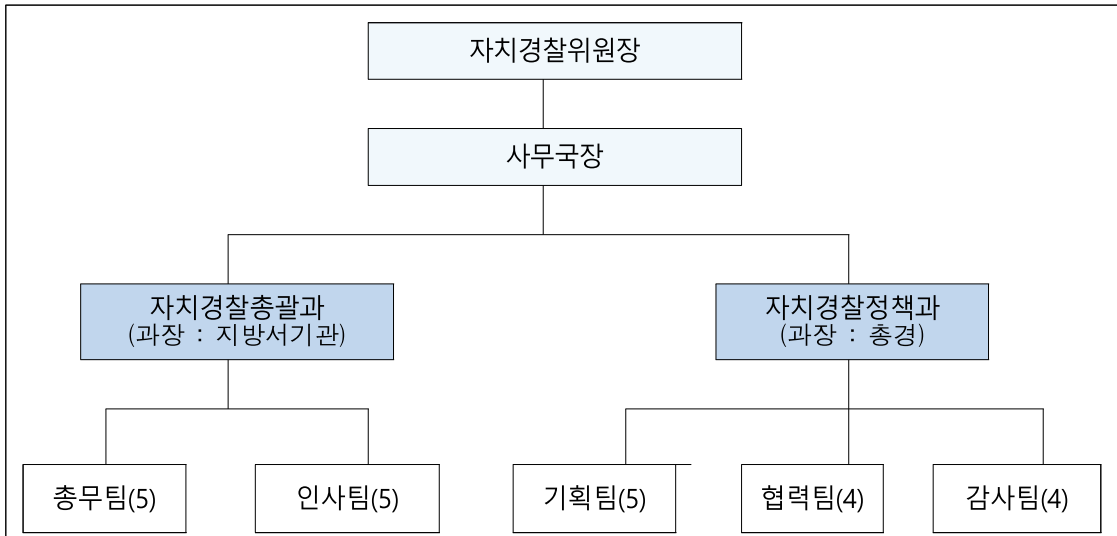 자치경찰위원장
사무국장
자치경찰총괄과
(과장 : 지방서기관)
자치경찰정책과
(과장 : 총경)
총무팀(5)
인사팀(5)
기획팀(5)
협력팀(4)
감사팀(4)